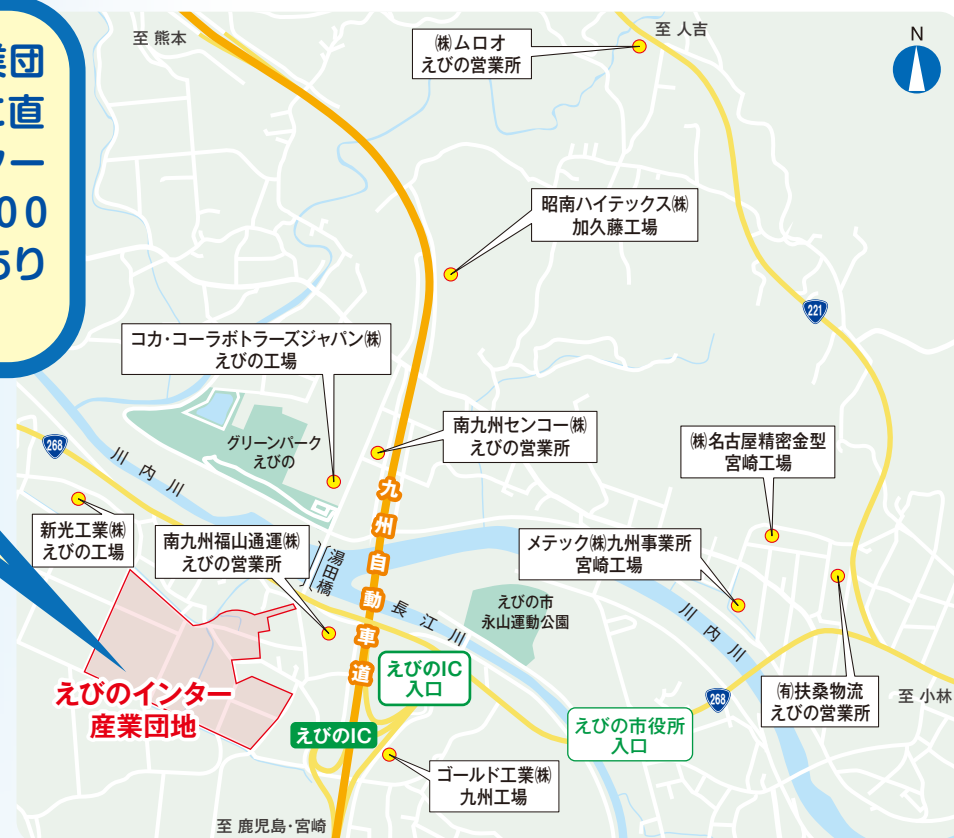 業団
に直
ター
00
あり
至 熊本
㈱ムロオ
えびの営業所
至 人吉
N
昭南ハイテックス㈱
加久藤工場
221
コカ・コーラボトラーズジャパン㈱
えびの工場
グリーンパーク
えびの
南九州センコー㈱
えびの営業所
㈱名古屋精密金型
宮崎工場
268
川内川
九州自動車道
新光工業㈱
えびの工場
南九州福山通運㈱
えびの営業所
湯田橋
長江川
えびの市
永山運動公園
メテック㈱九州事業所
宮崎工場
川内川
えびのIC
入口
えびのインター
産業団地
えびのIC
えびの市役所
入口
268
㈲扶桑物流
えびの営業所
至 小林
ゴールド工業㈱
九州工場
至 鹿児島・宮崎